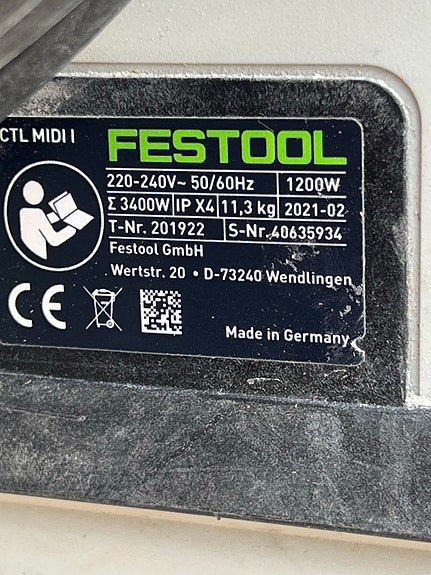 CTL MIDI I
FESTOOL
220-240V~ 50/60Hz 1200W
Σ 3400W IP X4 11,3 kg 2021-02
T-Nr. 201922 S-Nr. 40635934
Festool GmbH
Wertstr. 20 • D-73240 Wendlingen
CE
Made in Germany